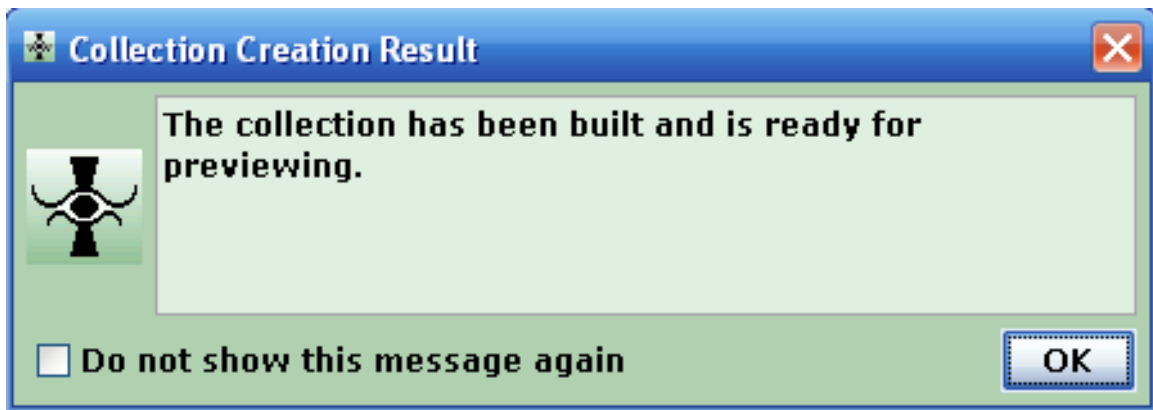 Collection Creation Result
The collection has been built and is ready for
previewing.
Do not show this message again
OK